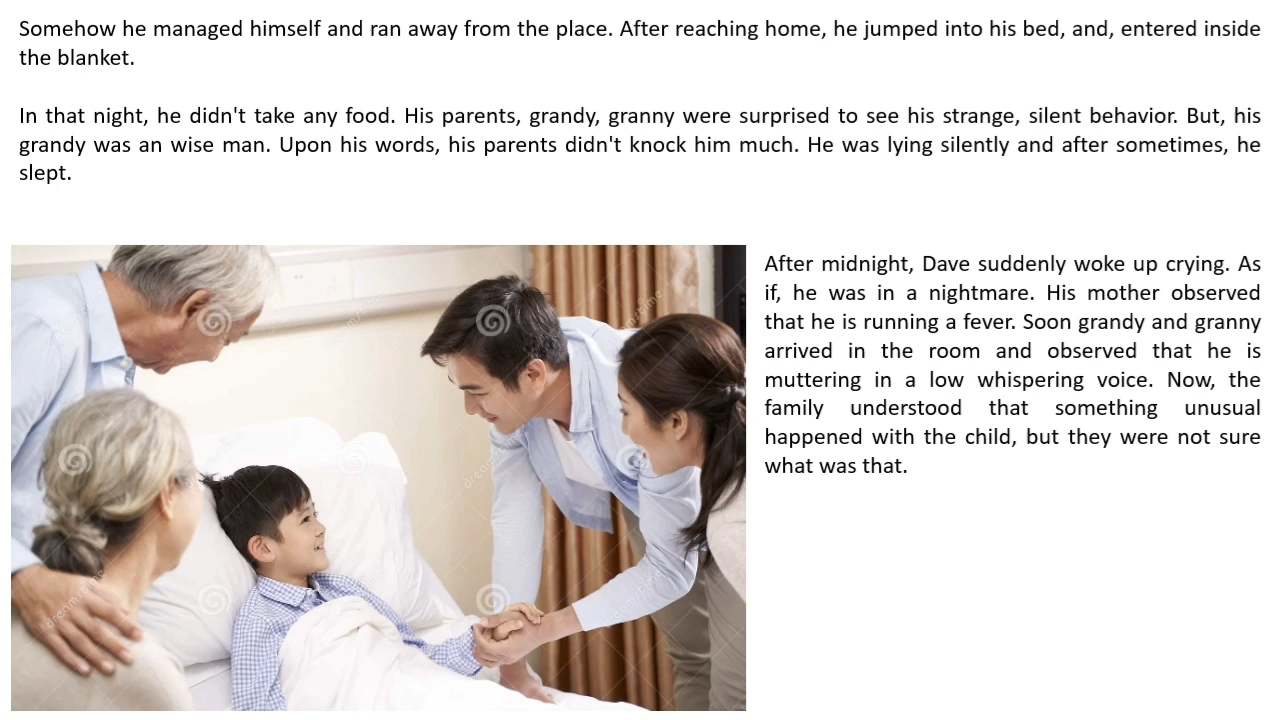 Somehow he managed himself and ran away from the place. After reaching home, he jumped into his bed, and, entered inside
the blanket.
In that night, he didn't take any food. His parents, grandy, granny were surprised to see his strange, silent behavior. But, his
grandy was an wise man. Upon his words, his parents didn't knock him much. He was lying silently and after sometimes, he
slept.
After midnight, Dave suddenly woke up crying. As
if, he was in a nightmare. His mother observed
that he is running a fever. Soon grandy and granny
arrived in the room and observed that he is
muttering in a low whispering voice. Now, the
family understood that something unusual
happened with the child, but they were not sure
what was that.